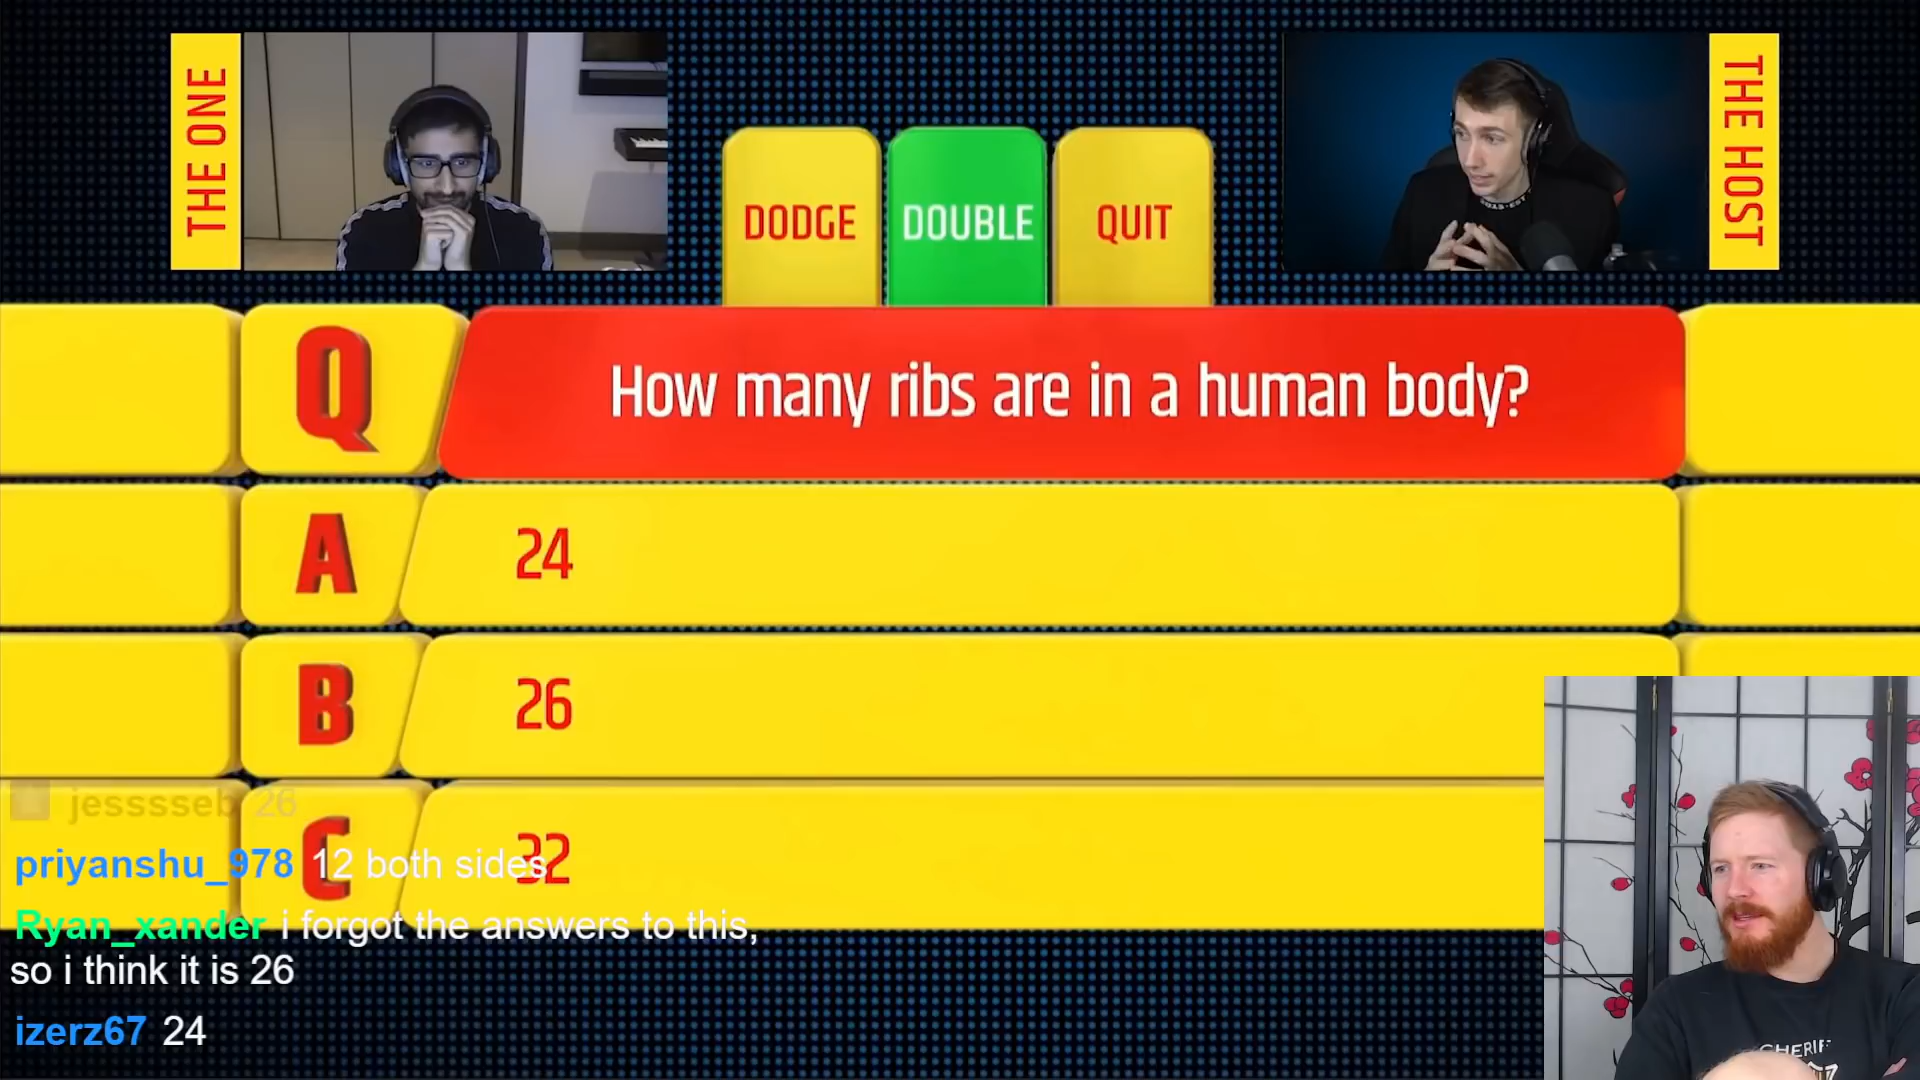 THE ONE
THE HOST
DODGE
DOUBLE
QUIT
Q
How many ribs are in a human body?
A
24
B
26
C
32
jesssseb 26
priyanshu_978 12 both sides
Ryan_xander i forgot the answers to this,
so i think it is 26
izerz67 24